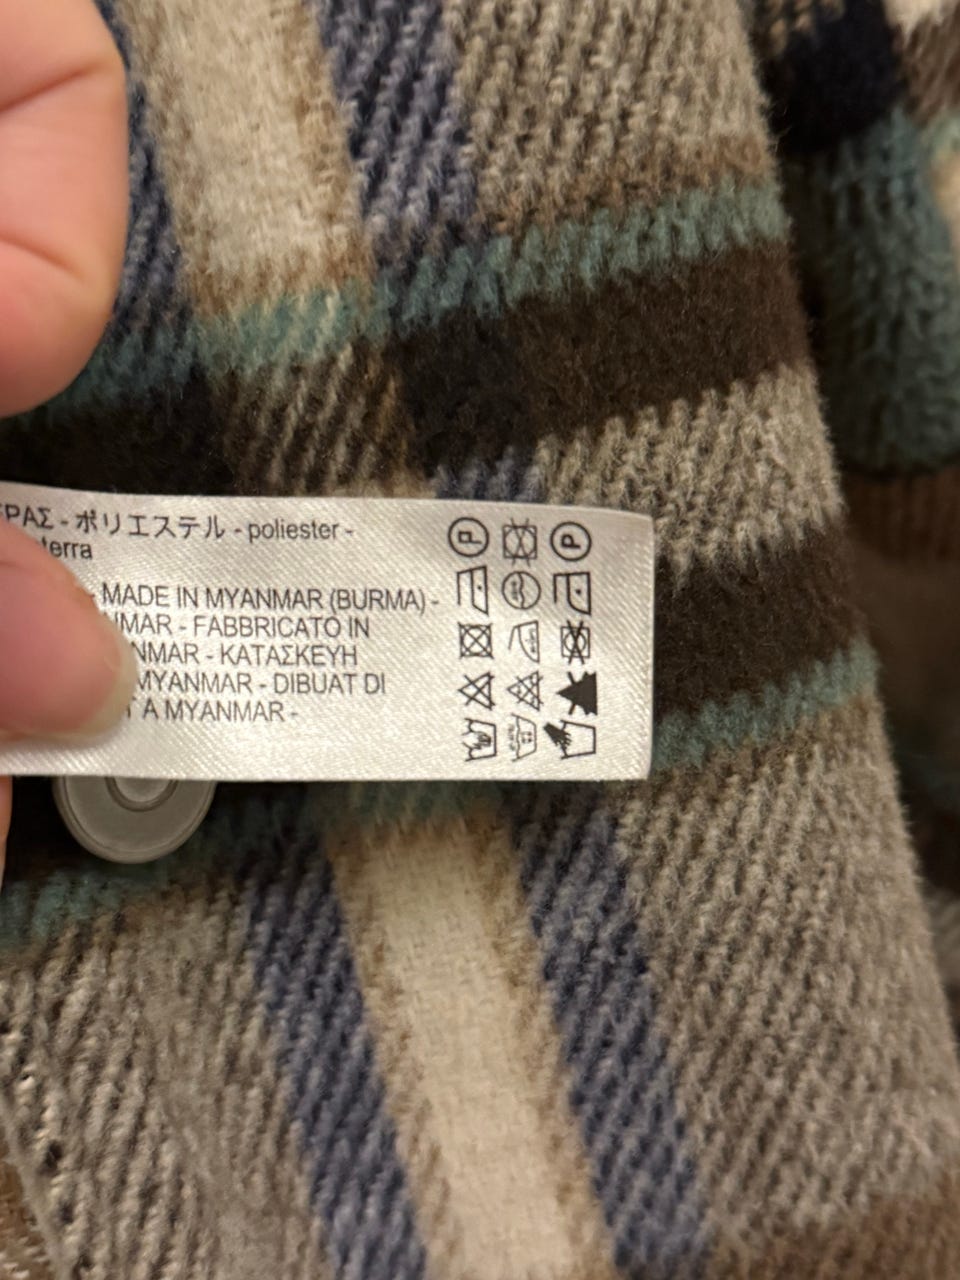 ΕΡΑΣ - ポリエステル - poliester -
terra
- MADE IN MYANMAR (BURMA) -
NMAR - FABBRICATO IN
NMAR - ΚΑΤΑΣΚΕΥΗ
MYANMAR - DIBUAT DI
T A MYANMAR -
P
P